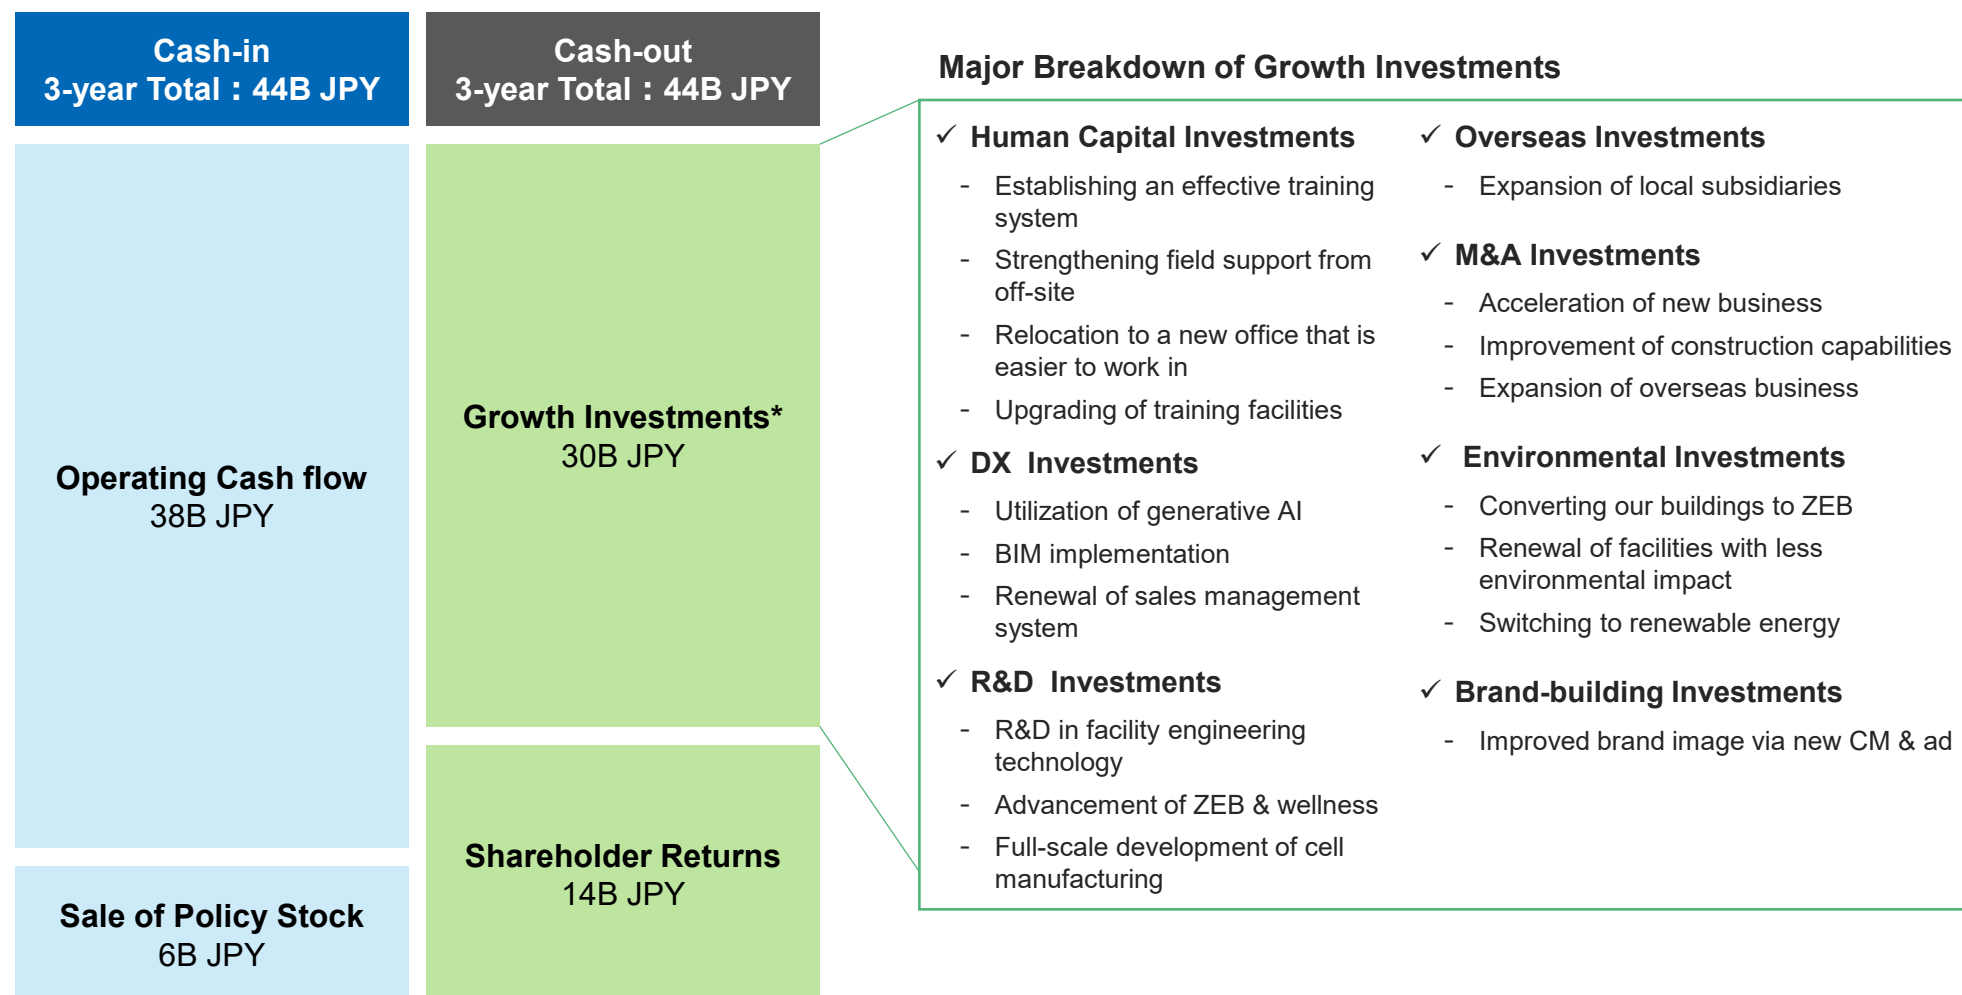 Cash-in
3-year Total：44B JPY
Operating Cash flow
38B JPY
Sale of Policy Stock
6B JPY
Cash-out
3-year Total：44B JPY
Growth Investments*
30B JPY
Shareholder Returns
14B JPY
Major Breakdown of Growth Investments
✓ Human Capital Investments
- Establishing an effective training
system
- Strengthening field support from
off-site
- Relocation to a new office that is
easier to work in
- Upgrading of training facilities
✓ DX Investments
- Utilization of generative AI
- BIM implementation
- Renewal of sales management
system
✓ R&D Investments
- R&D in facility engineering
technology
- Advancement of ZEB & wellness
- Full-scale development of cell
manufacturing
✓ Overseas Investments
- Expansion of local subsidiaries
✓ M&A Investments
- Acceleration of new business
- Improvement of construction capabilities
- Expansion of overseas business
✓ Environmental Investments
- Converting our buildings to ZEB
- Renewal of facilities with less
environmental impact
- Switching to renewable energy
✓ Brand-building Investments
- Improved brand image via new CM & ad